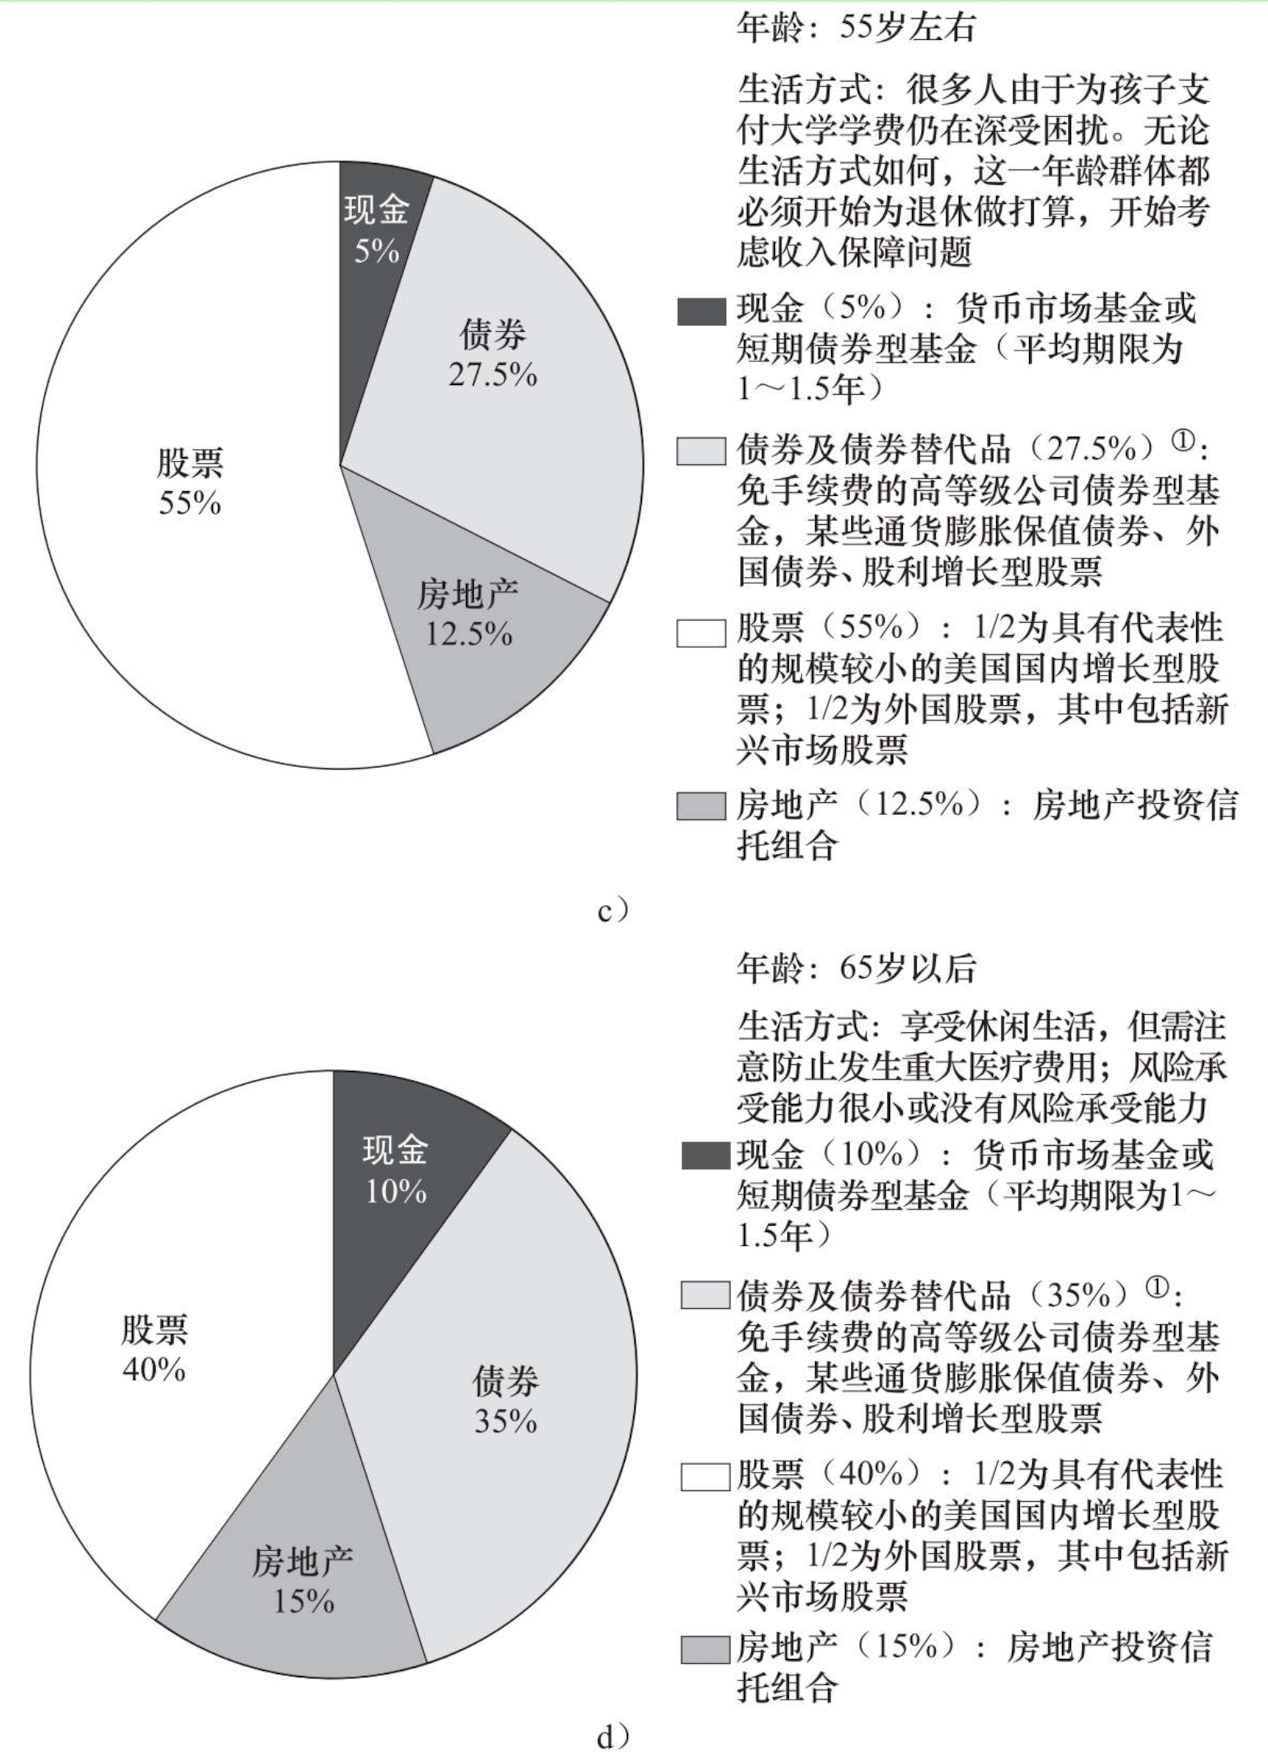 年龄：55岁左右
生活方式：很多人由于为孩子支
付大学学费仍在深受困扰。无论
生活方式如何，这一年龄群体都
必须开始为退休做打算，开始考
虑收入保障问题
现金
5%
债券
27.5%
股票
55%
房地产
12.5%
现金（5%）：货币市场基金或
短期债券型基金（平均期限为
1～1.5年）
债券及债券替代品（27.5%）①：
免手续费的高等级公司债券型基
金，某些通货膨胀保值债券、外
国债券、股利增长型股票
股票（55%）：1/2为具有代表性
的规模较小的美国国内增长型股
票；1/2为外国股票，其中包括新
兴市场股票
房地产（12.5%）：房地产投资信
托组合
c）
年龄：65岁以后
生活方式：享受休闲生活，但需注
意防止发生重大医疗费用；风险承
受能力很小或没有风险承受能力
现金
10%
股票
40%
债券
35%
房地产
15%
现金（10%）：货币市场基金或
短期债券型基金（平均期限为1～
1.5年）
债券及债券替代品（35%）①：
免手续费的高等级公司债券型基
金，某些通货膨胀保值债券、外
国债券、股利增长型股票
股票（40%）：1/2为具有代表性
的规模较小的美国国内增长型股
票；1/2为外国股票，其中包括新
兴市场股票
房地产（15%）：房地产投资信
托组合
d）